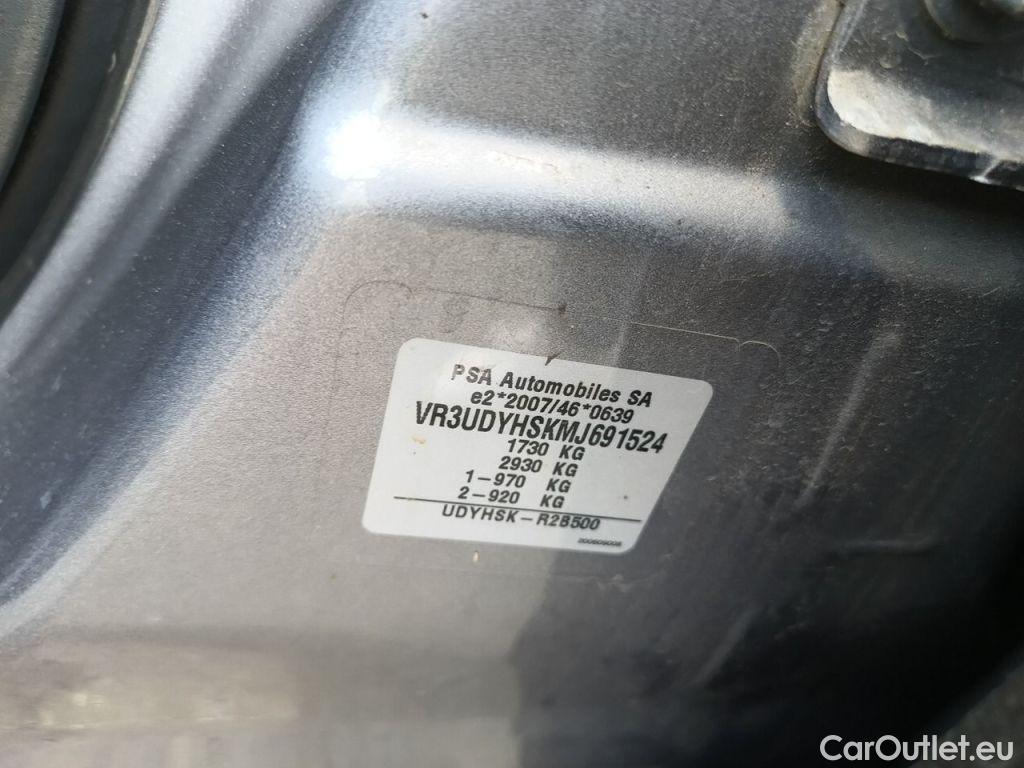 PSA Automobiles SA
e2*2007/46*0639
VR3UDYHSKMJ691524
1730 KG
2930 KG
1-970 KG
2-920 KG
UDYHSK-R2B500
CarOutlet.eu